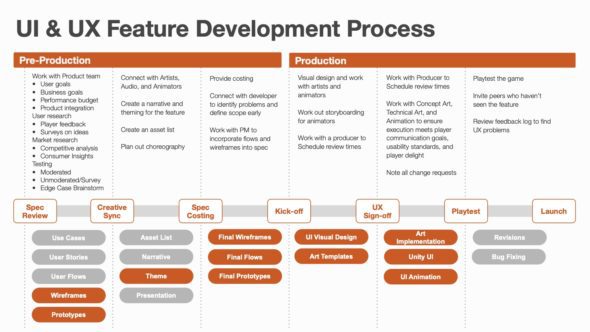 UI & UX Feature Development Process
Pre-Production
Production
Work with Product team
• User goals
• Business goals
• Performance budget
• Product integration
User research
• Player feedback
• Surveys on ideas
Market research
• Competitive analysis
• Consumer Insights
Testing
• Moderated
• Unmoderated/Survey
• Edge Case Brainstorm
Connect with Artists,
Audio, and Animators
Create a narrative and
theming for the feature
Create an asset list
Plan out choreography
Provide costing
Connect with developer
to identify problems and
define scope early
Work with PM to
incorporate flows and
wireframes into spec
Visual design and work
with artists and
animators
Work out storyboarding
for animators
Work with a producer to
Schedule review times
Work with Producer to
Schedule review times
Work with Concept Art,
Technical Art, and
Animation to ensure
execution meets player
communication goals,
usability standards, and
player delight
Note all change requests
Playtest the game
Invite peers who haven't
seen the feature
Review feedback log to find
UX problems
Spec
Review
Creative
Sync
Spec
Costing
Kick-off
UX
Sign-off
Playtest
Launch
Use Cases
User Stories
User Flows
Wireframes
Prototypes
Asset List
Narrative
Theme
Presentation
Final Wireframes
Final Flows
Final Prototypes
UI Visual Design
Art Templates
Art
Implementation
Unity UI
UI Animation
Revisions
Bug Fixing